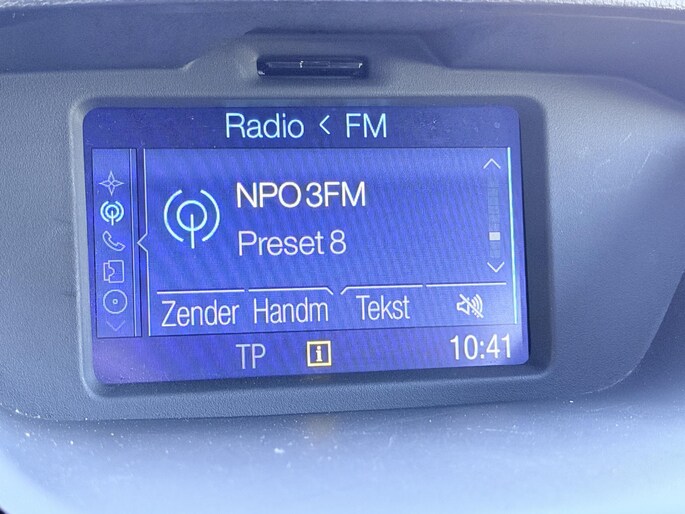 Radio < FM
NPO 3FM
Preset 8
Zender Handm Tekst
TP i 10:41